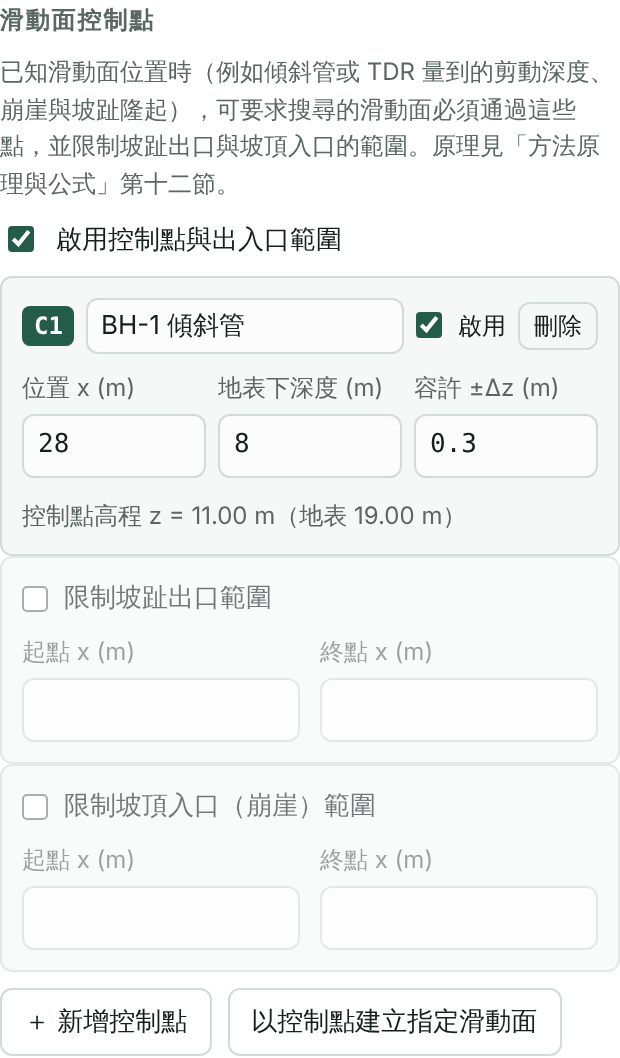 滑動面控制點
已知滑動面位置時（例如傾斜管或 TDR 量到的剪動深度、
崩崖與坡趾隆起），可要求搜尋的滑動面必須通過這些
點，並限制坡趾出口與坡頂入口的範圍。原理見「方法原
理與公式」第十二節。
啟用控制點與出入口範圍
C1 BH-1 傾斜管 啟用 刪除
位置 x (m) 地表下深度 (m) 容許 ±Δz (m)
28 8 0.3
控制點高程 z = 11.00 m（地表 19.00 m）
限制坡趾出口範圍
起點 x (m) 終點 x (m)
限制坡頂入口（崩崖）範圍
起點 x (m) 終點 x (m)
＋ 新增控制點 以控制點建立指定滑動面